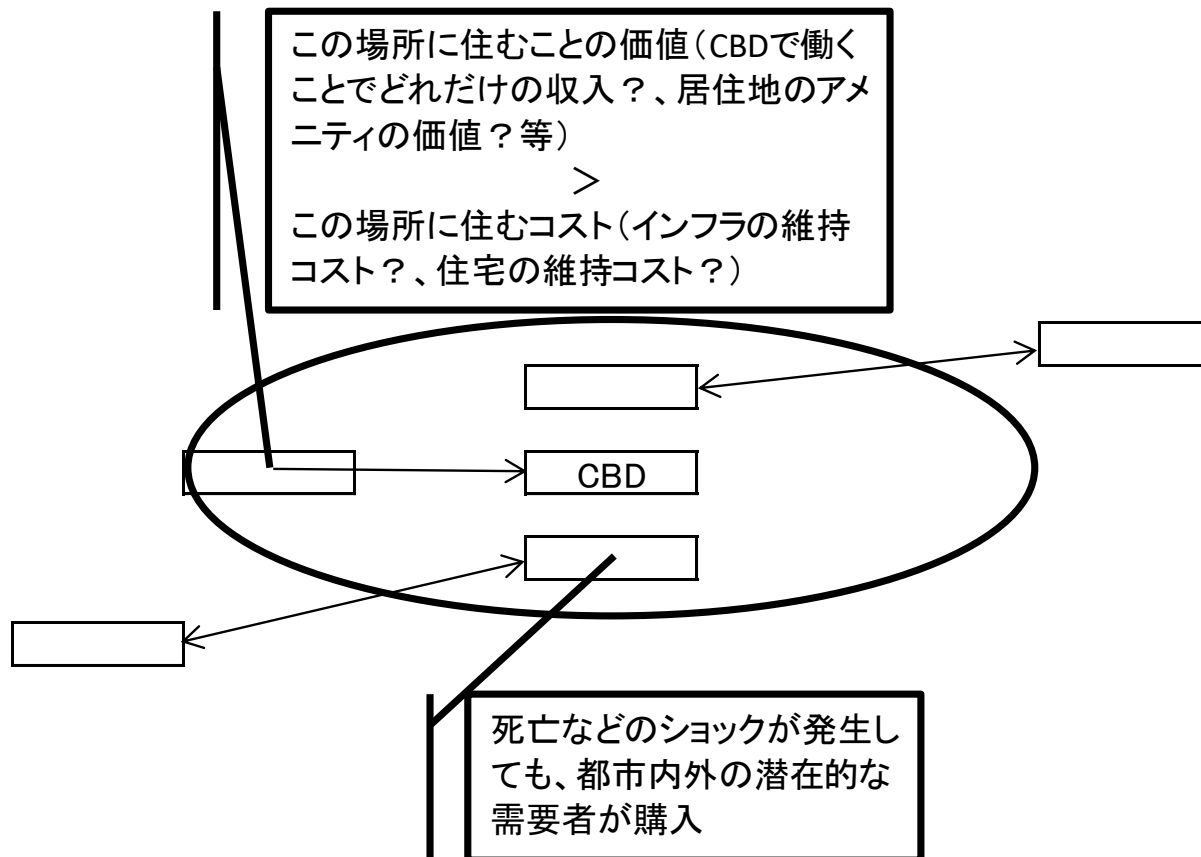 この場所に住むことの価値（CBDで働く
ことでどれだけの収入？、居住地のアメ
ニティの価値？等）
＞
この場所に住むコスト（インフラの維持
コスト？、住宅の維持コスト？）
CBD
死亡などのショックが発生し
ても、都市内外の潜在的な
需要者が購入